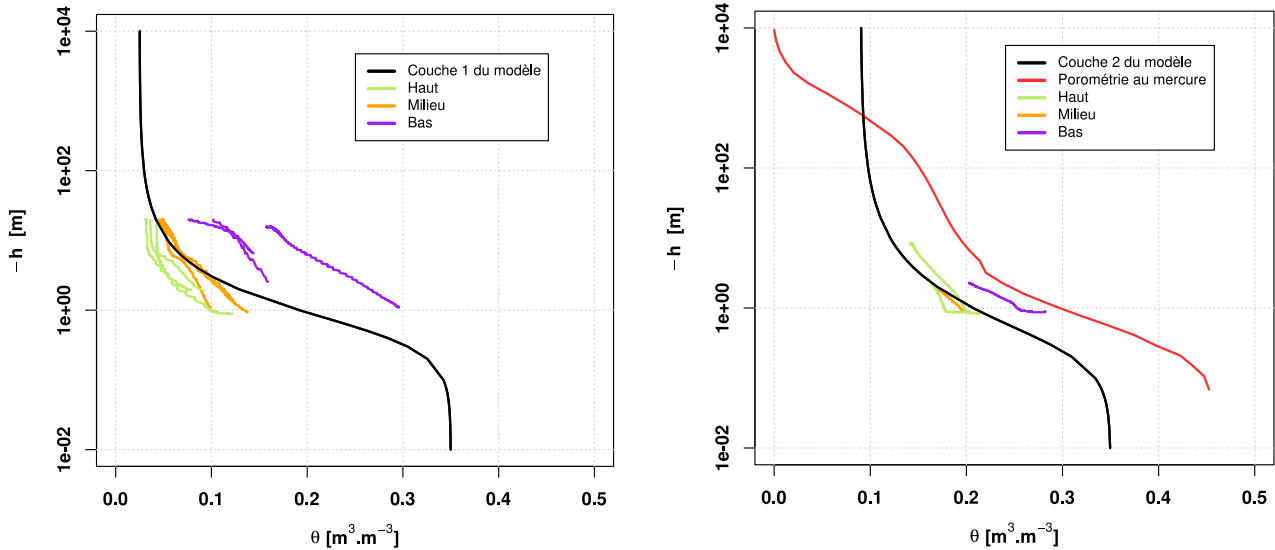 Couche 1 du modèle
Haut
Milieu
Bas
1e+04
1e+02
1e+00
1e-02
− h [m]
0.0 0.1 0.2 0.3 0.4 0.5
θ [m³.m⁻³]
Couche 2 du modèle
Porométrie au mercure
Haut
Milieu
Bas
1e+04
1e+02
1e+00
1e-02
− h [m]
0.0 0.1 0.2 0.3 0.4 0.5
θ [m³.m⁻³]